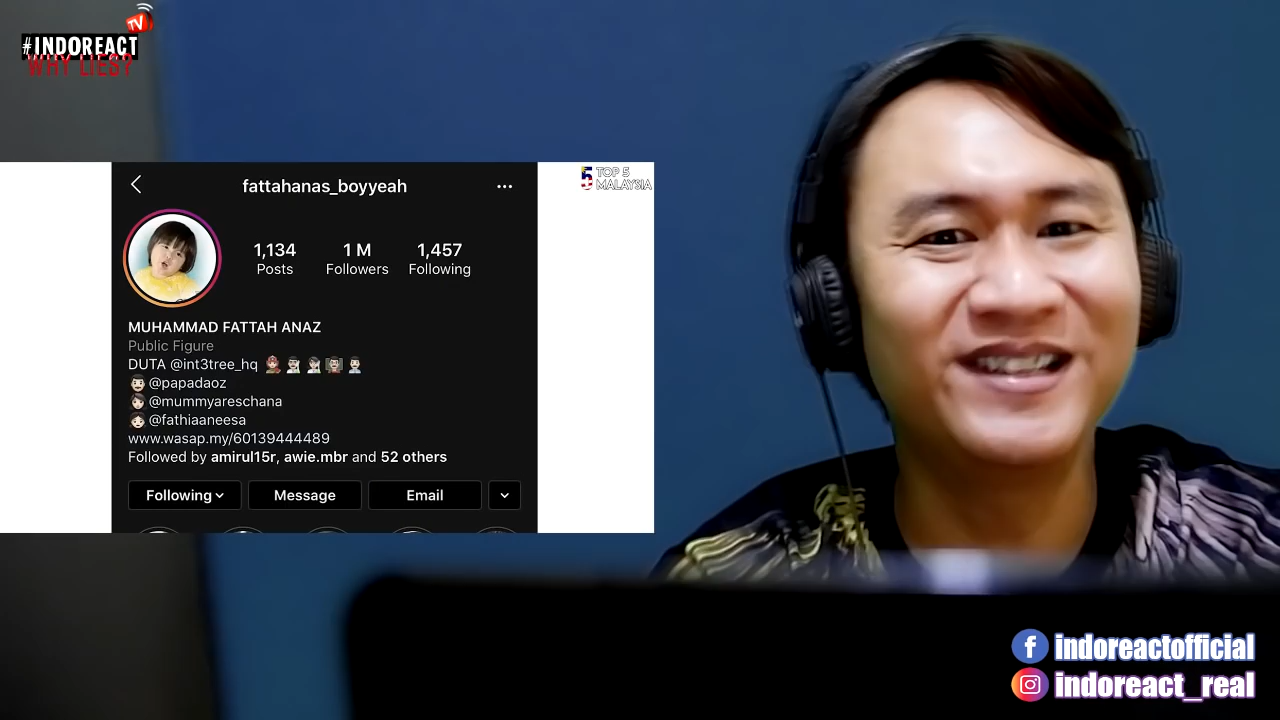 TV
#INDOREACT
WHY LIES?
5 TOP 5
MALAYSIA
fattahanas_boyyeah
1,134
Posts
1 M
Followers
1,457
Following
MUHAMMAD FATTAH ANAZ
Public Figure
DUTA @int3tree_hq
@papadaoz
@mummyareschana
@fathiaaneesa
www.wasap.my/60139444489
Followed by amirul15r, awie.mbr and 52 others
Following
Message
Email
indoreactofficial
indoreact_real